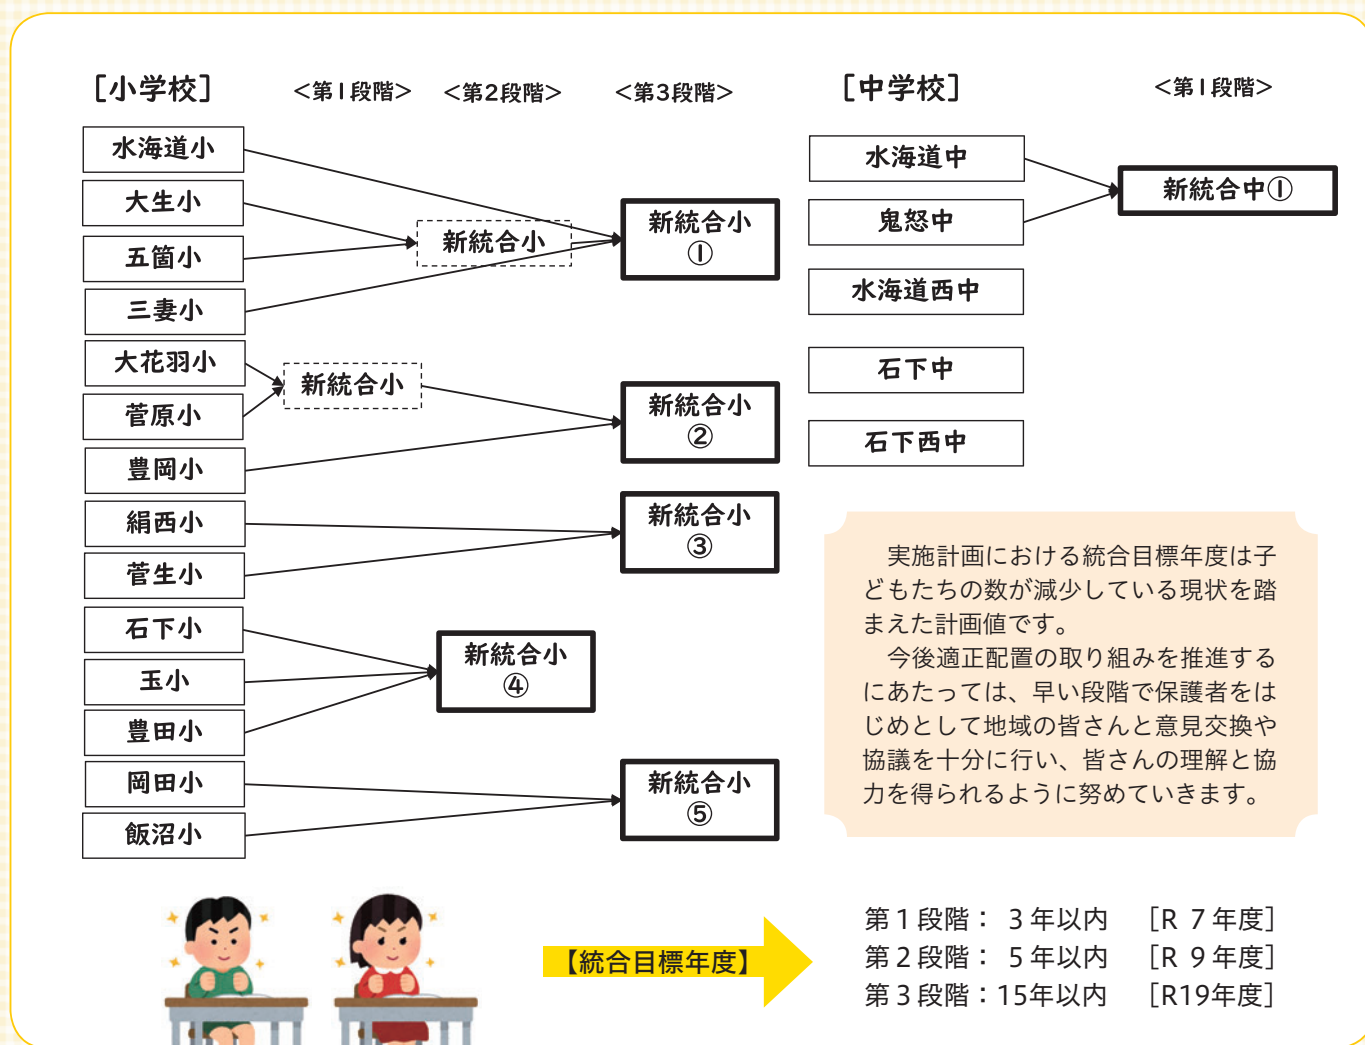 [小学校]
<第1段階>
<第2段階>
<第3段階>
水海道小
大生小
五箇小
三妻小
大花羽小
菅原小
豊岡小
絹西小
菅生小
石下小
玉小
豊田小
岡田小
飯沼小
新統合小
新統合小
新統合小
①
新統合小
②
新統合小
③
新統合小
④
新統合小
⑤
[中学校]
<第1段階>
水海道中
鬼怒中
水海道西中
石下中
石下西中
新統合中①
実施計画における統合目標年度は子
どもたちの数が減少している現状を踏
まえた計画値です。
今後適正配置の取り組みを推進する
にあたっては、早い段階で保護者をは
じめとして地域の皆さんと意見交換や
協議を十分に行い、皆さんの理解と協
力を得られるように努めていきます。
【統合目標年度】
第1段階： 3年以内 [R 7年度]
第2段階： 5年以内 [R 9年度]
第3段階：15年以内 [R19年度]